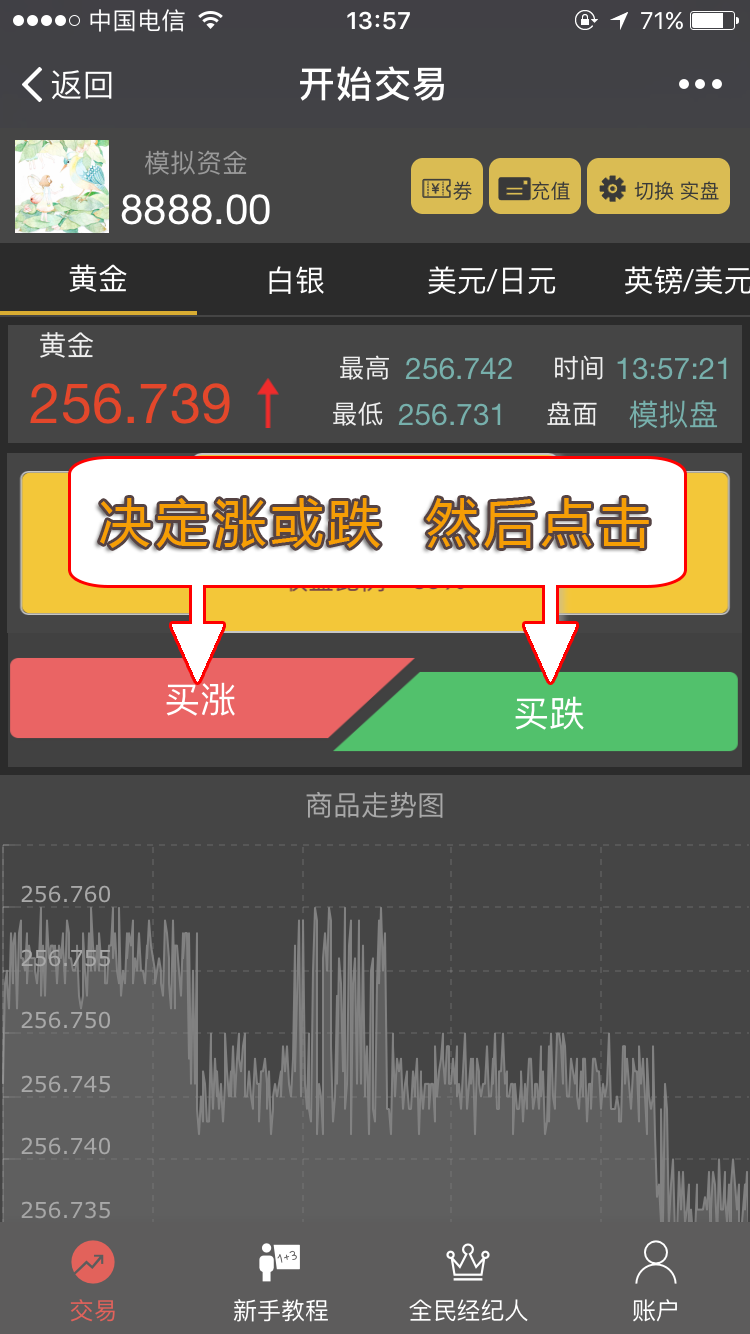 中国电信 13:57 71%
返回 开始交易
模拟资金
8888.00
券 充值 切换 实盘
黄金 白银 美元/日元 英镑/美元
黄金
256.739
最高 256.742 时间 13:57:21
最低 256.731 盘面 模拟盘
决定涨或跌 然后点击
买涨
买跌
商品走势图
256.760
256.755
256.750
256.745
256.740
256.735
1+3
交易 新手教程 全民经纪人 账户